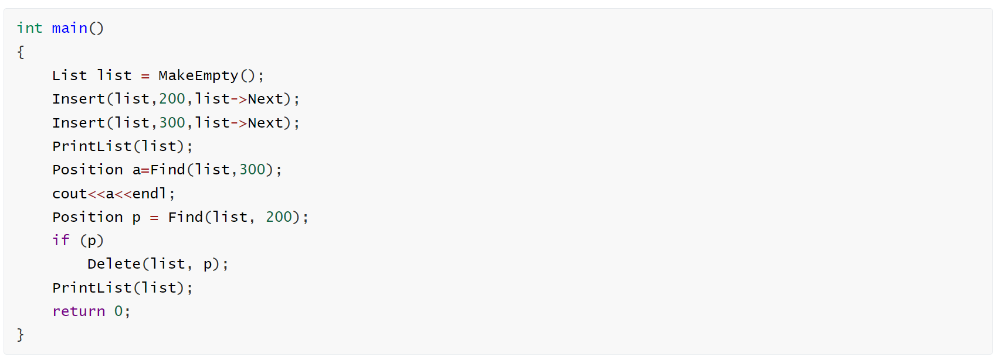 int main()
{
    List list = MakeEmpty();
    Insert(list,200,list->Next);
    Insert(list,300,list->Next);
    PrintList(list);
    Position a=Find(list,300);
    cout<<a<<endl;
    Position p = Find(list, 200);
    if (p)
        Delete(list, p);
    PrintList(list);
    return 0;
}